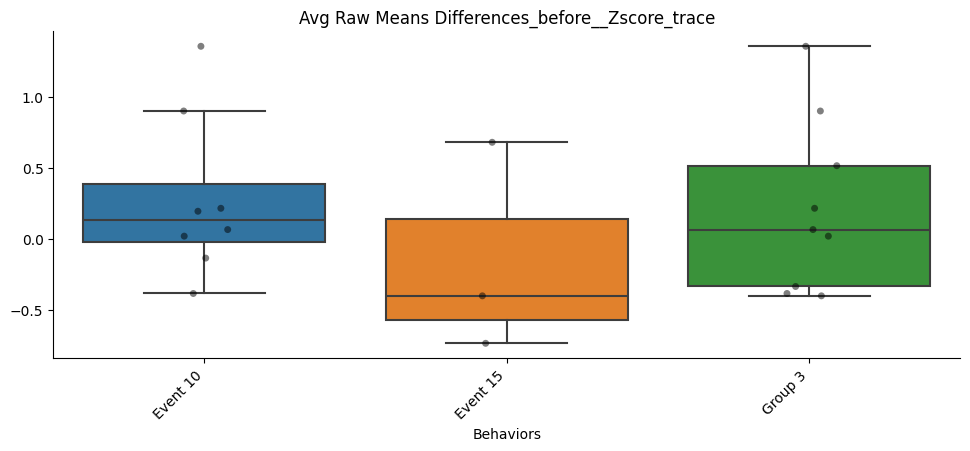 Avg Raw Means Differences_before__Zscore_trace
1.0
0.5
0.0
−0.5
Event 10
Event 15
Group 3
Behaviors